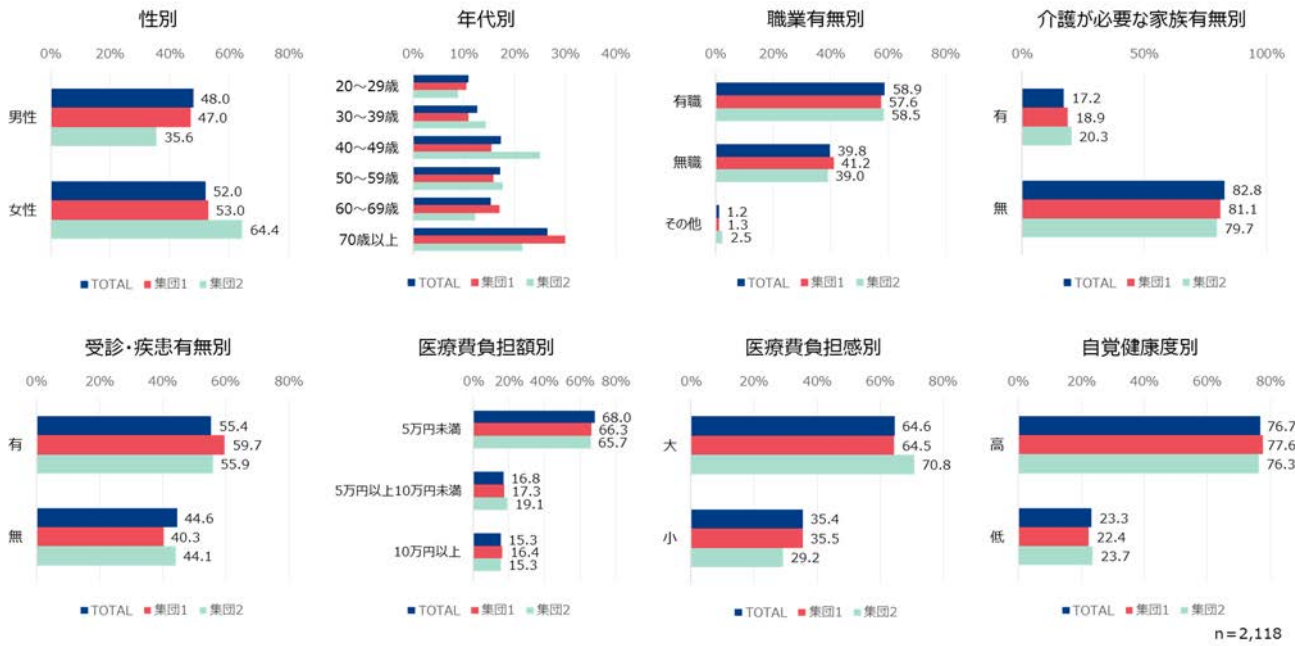 性別
0% 20% 40% 60% 80%
男性
48.0
47.0
35.6
女性
52.0
53.0
64.4
TOTAL 集団1 集団2
年代別
0% 10% 20% 30% 40%
20～29歳
30～39歳
40～49歳
50～59歳
60～69歳
70歳以上
TOTAL 集団1 集団2
職業有無別
0% 20% 40% 60% 80%
有職
58.9
57.6
58.5
無職
39.8
41.2
39.0
その他
1.2
1.3
2.5
TOTAL 集団1 集団2
介護が必要な家族有無別
0% 50% 100%
有
17.2
18.9
20.3
無
82.8
81.1
79.7
TOTAL 集団1 集団2
受診・疾患有無別
0% 20% 40% 60% 80%
有
55.4
59.7
55.9
無
44.6
40.3
44.1
TOTAL 集団1 集団2
医療費負担額別
0% 20% 40% 60% 80%
5万円未満
68.0
66.3
65.7
5万円以上10万円未満
16.8
17.3
19.1
10万円以上
15.3
16.4
15.3
TOTAL 集団1 集団2
医療費負担感別
0% 20% 40% 60% 80%
大
64.6
64.5
70.8
小
35.4
35.5
29.2
TOTAL 集団1 集団2
自覚健康度別
0% 20% 40% 60% 80%
高
76.7
77.6
76.3
低
23.3
22.4
23.7
TOTAL 集団1 集団2
n=2,118